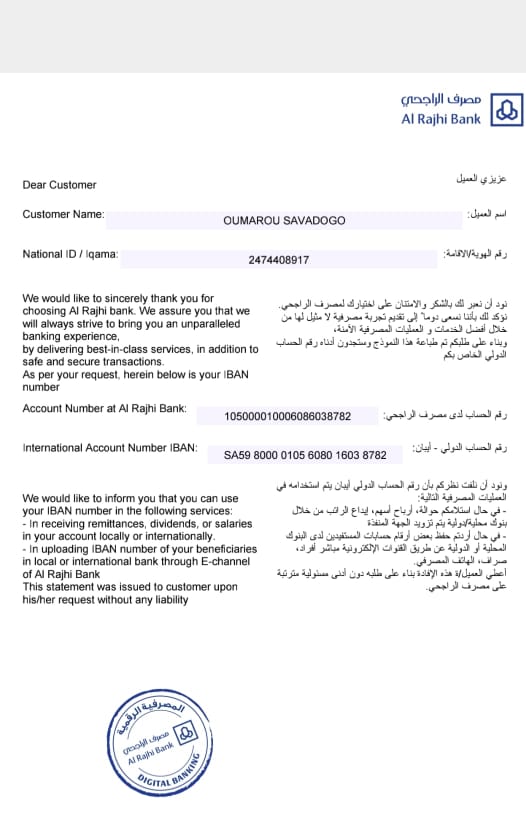 مصرف الراجحي
Al Rajhi Bank
عزيزي العميل
Dear Customer
Customer Name:
OUMAROU SAVADOGO
اسم العميل:
National ID / Iqama:
2474408917
رقم الهوية/الاقامة:
We would like to sincerely thank you for
choosing Al Rajhi bank. We assure you that we
will always strive to bring you an unparalleled
banking experience,
by delivering best-in-class services, in addition to
safe and secure transactions.
As per your request, herein below is your IBAN
number
نود أن نعبر لك بالشكر والامتنان على اختيارك لمصرف الراجحي.
نؤكد لك بأننا نسعى دوماً إلى تقديم تجربة مصرفية لا مثيل لها من
خلال أفضل الخدمات و العمليات المصرفية الآمنة،
وبناء على طلبكم تم طباعة هذا النموذج وستجدون أدناه رقم الحساب
الدولي الخاص بكم
Account Number at Al Rajhi Bank:
105000010006086038782
رقم الحساب لدى مصرف الراجحي:
International Account Number IBAN:
SA59 8000 0105 6080 1603 8782
رقم الحساب الدولي - أيبان:
We would like to inform you that you can use
your IBAN number in the following services:
- In receiving remittances, dividends, or salaries
in your account locally or internationally.
- In uploading IBAN number of your beneficiaries
in local or international bank through E-channel
of Al Rajhi Bank
This statement was issued to customer upon
his/her request without any liability
ونود أن نلفت نظركم بأن رقم الحساب الدولي أيبان يتم استخدامه في
العمليات المصرفية التالية:
- في حال استلامكم حوالة، أرباح أسهم، إيداع الراتب من خلال
بنوك محلية/دولية يتم تزويد الجهة المنفذة
- في حال أردتم حفظ بعض أرقام حسابات المستفيدين لدى البنوك
المحلية أو الدولية عن طريق القنوات الإلكترونية مباشر أفراد،
صراف، الهاتف المصرفي.
أعطي العميل/ة هذه الإفادة بناء على طلبه دون أدنى مسئولية مترتبة
على مصرف الراجحي.
المصرفية الرقمية
مصرف الراجحي
Al Rajhi Bank
DIGITAL BANKING